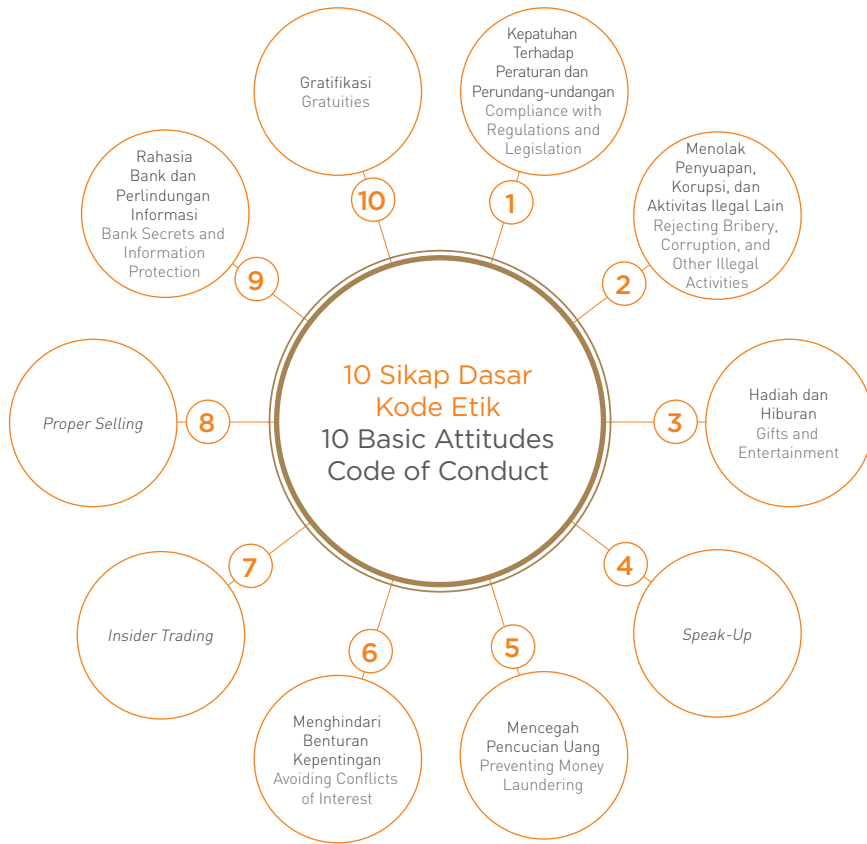 10 Sikap Dasar
Kode Etik
10 Basic Attitudes
Code of Conduct
1
Kepatuhan
Terhadap
Peraturan dan
Perundang-undangan
Compliance with
Regulations and
Legislation
2
Menolak
Penyuapan,
Korupsi, dan
Aktivitas Ilegal Lain
Rejecting Bribery,
Corruption, and
Other Illegal
Activities
3
Hadiah dan
Hiburan
Gifts and
Entertainment
4
Speak-Up
5
Mencegah
Pencucian Uang
Preventing Money
Laundering
6
Menghindari
Benturan
Kepentingan
Avoiding Conflicts
of Interest
7
Insider Trading
8
Proper Selling
9
Rahasia
Bank dan
Perlindungan
Informasi
Bank Secrets and
Information
Protection
10
Gratifikasi
Gratuities